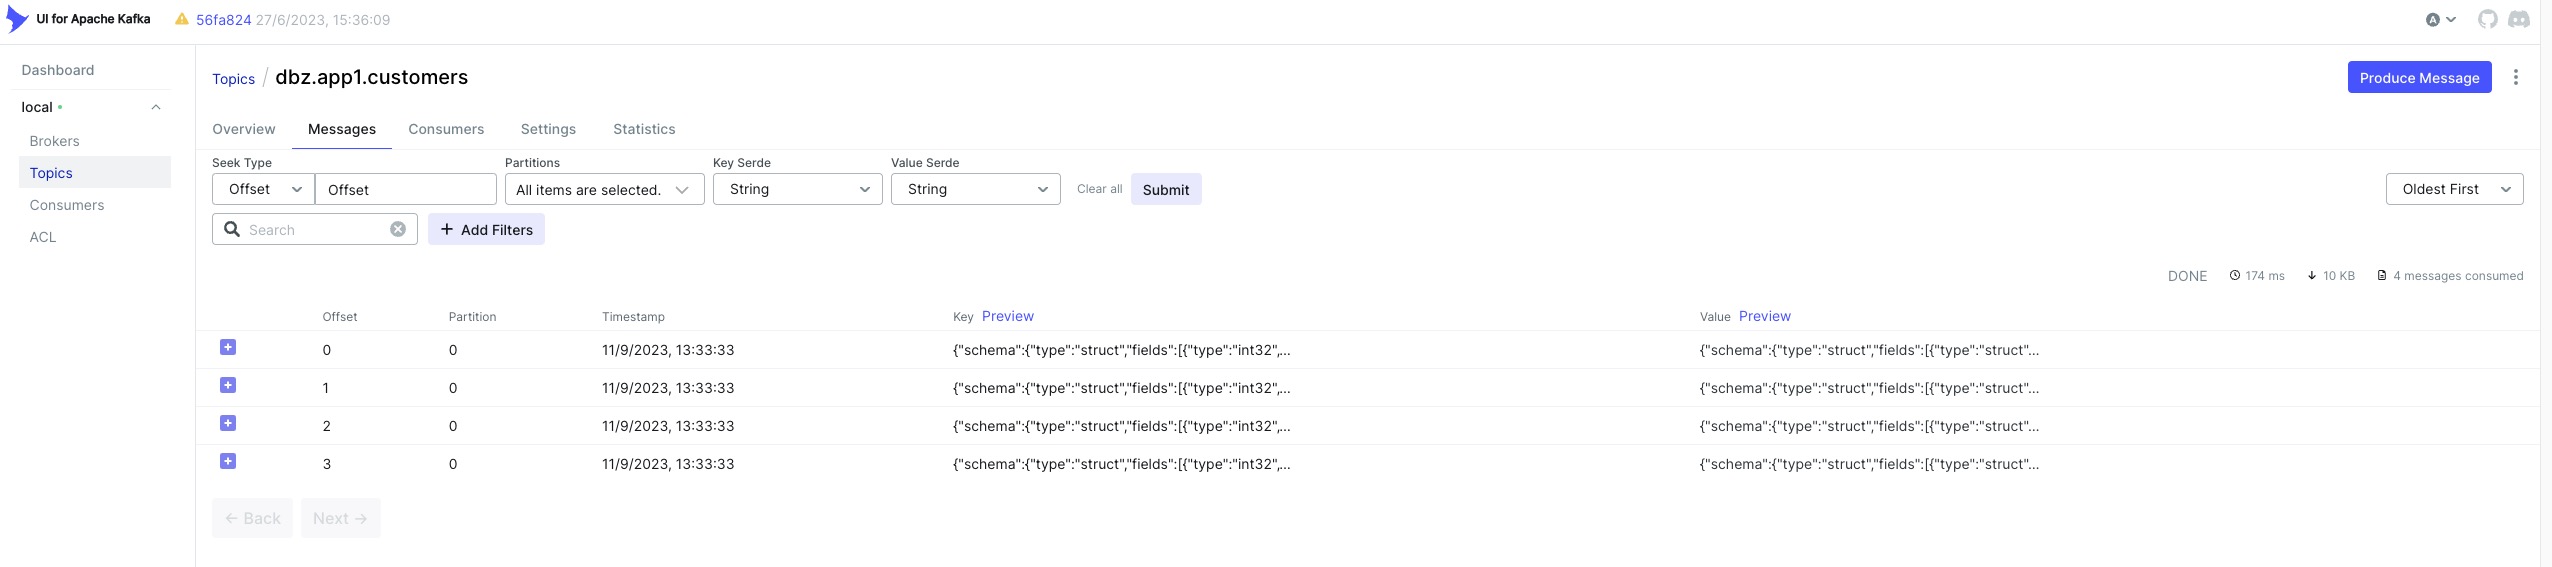 UI for Apache Kafka 56fa824 27/6/2023, 15:36:09 A
Dashboard
local
Brokers
Topics
Consumers
ACL
Topics / dbz.app1.customers Produce Message
Overview Messages Consumers Settings Statistics
Seek Type Partitions Key Serde Value Serde
Offset Offset All items are selected. String String Clear all Submit Oldest First
Search + Add Filters
DONE 174 ms 10 KB 4 messages consumed
Offset Partition Timestamp Key Preview Value Preview
0 0 11/9/2023, 13:33:33 {"schema":{"type":"struct","fields":[{"type":"int32",... {"schema":{"type":"struct","fields":[{"type":"struct"...
1 0 11/9/2023, 13:33:33 {"schema":{"type":"struct","fields":[{"type":"int32",... {"schema":{"type":"struct","fields":[{"type":"struct"...
2 0 11/9/2023, 13:33:33 {"schema":{"type":"struct","fields":[{"type":"int32",... {"schema":{"type":"struct","fields":[{"type":"struct"...
3 0 11/9/2023, 13:33:33 {"schema":{"type":"struct","fields":[{"type":"int32",... {"schema":{"type":"struct","fields":[{"type":"struct"...
← Back Next →